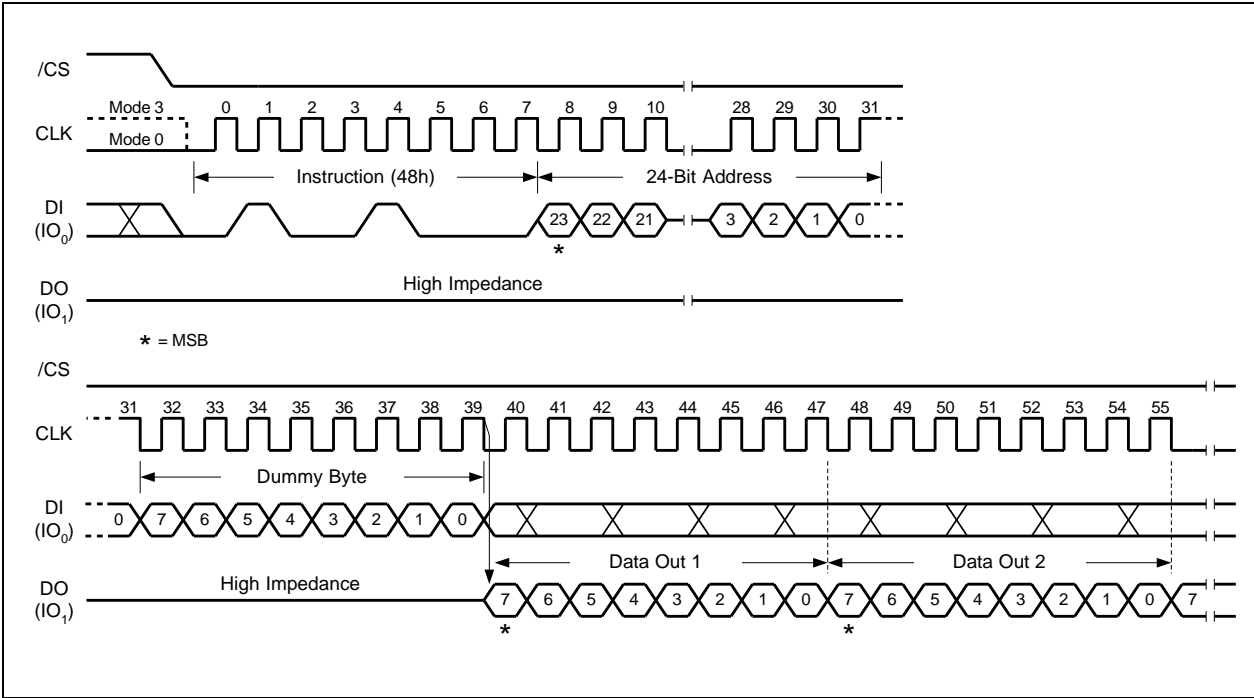 /CS
Mode 3 0 1 2 3 4 5 6 7 8 9 10 28 29 30 31
CLK
Mode 0
Instruction (48h) 24-Bit Address
DI
(IO0) 23 22 21 3 2 1 0
*
High Impedance
DO
(IO1)
* = MSB
/CS
31 32 33 34 35 36 37 38 39 40 41 42 43 44 45 46 47 48 49 50 51 52 53 54 55
CLK
Dummy Byte
DI
(IO0) 0 7 6 5 4 3 2 1 0
Data Out 1 Data Out 2
High Impedance
DO
(IO1) 7 6 5 4 3 2 1 0 7 6 5 4 3 2 1 0 7
* *